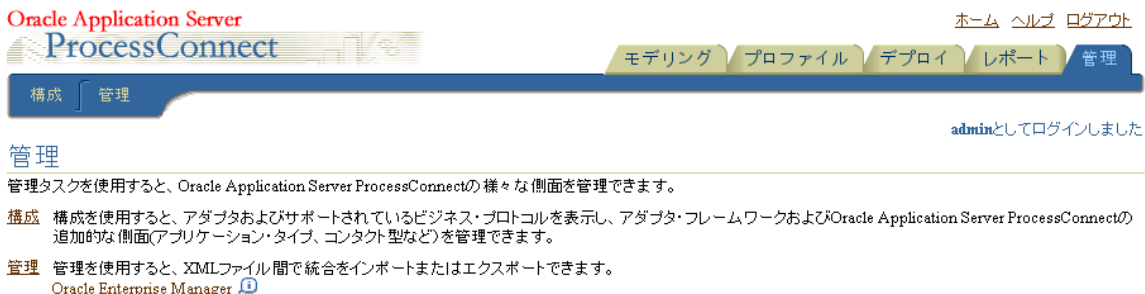 Oracle Application Server
ProcessConnect
ホーム ヘルプ ログアウト
モデリング プロファイル デプロイ レポート 管理
構成 管理
adminとしてログインしました
管理
管理タスクを使用すると、Oracle Application Server ProcessConnectの様々な側面を管理できます。
構成 構成を使用すると、アダプタおよびサポートされているビジネス・プロトコルを表示し、アダプタ・フレームワークおよびOracle Application Server ProcessConnectの
追加的な側面(アプリケーション・タイプ、コンタクト型など)を管理できます。
管理 管理を使用すると、XMLファイル間で統合をインポートまたはエクスポートできます。
Oracle Enterprise Manager